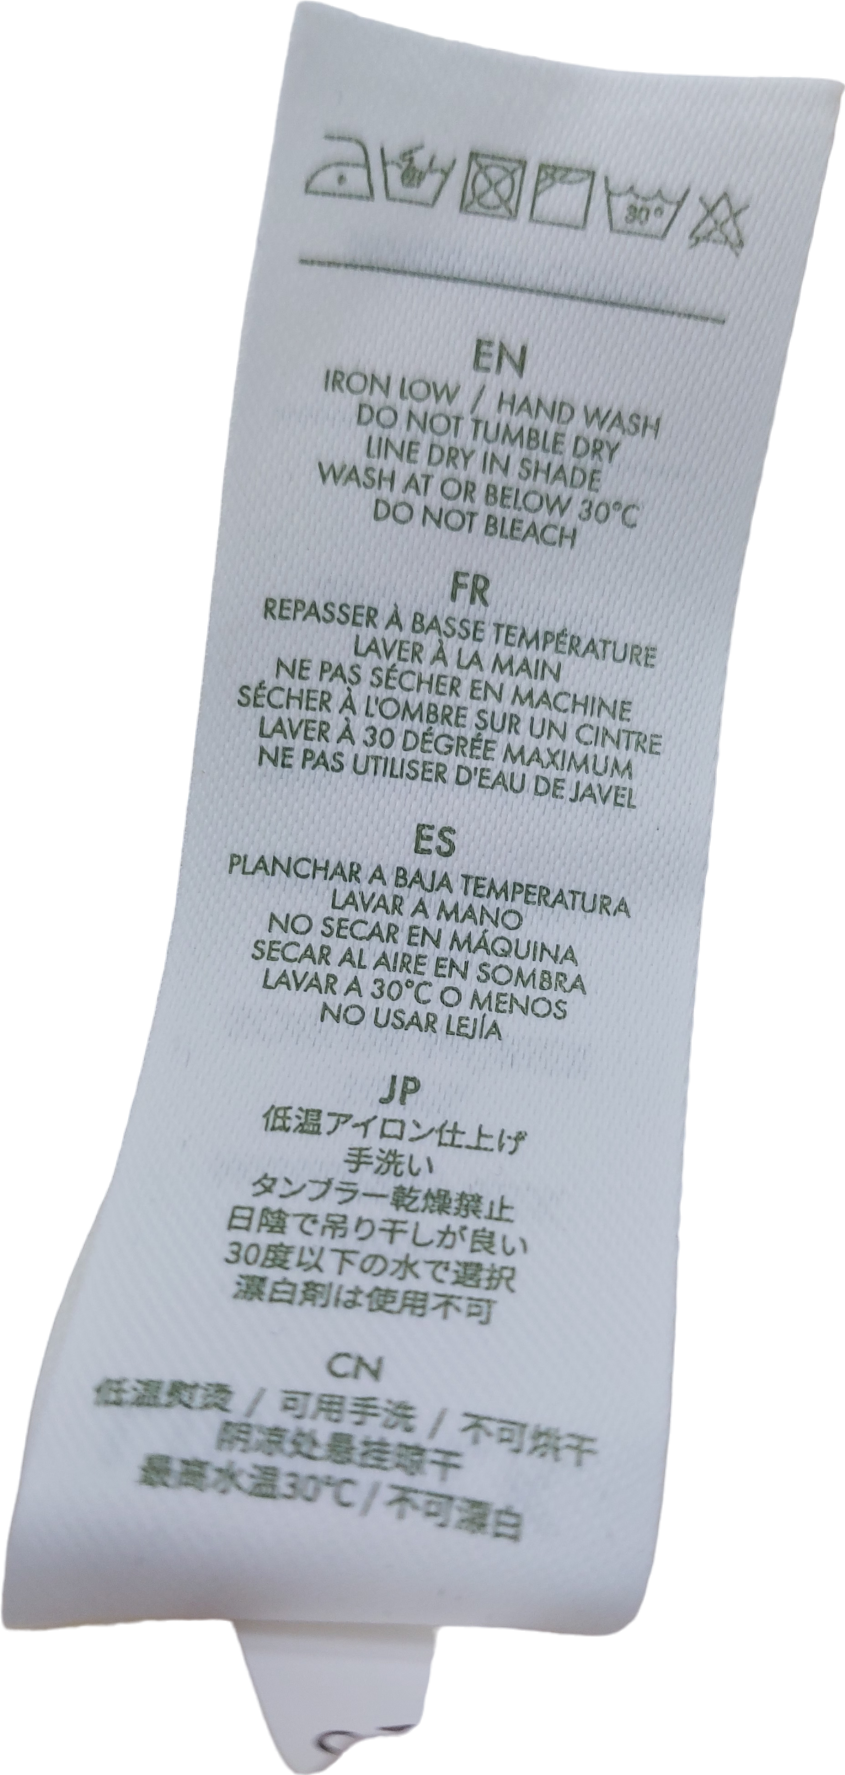 30°
EN
IRON LOW / HAND WASH
DO NOT TUMBLE DRY
LINE DRY IN SHADE
WASH AT OR BELOW 30°C
DO NOT BLEACH
FR
REPASSER À BASSE TEMPÉRATURE
LAVER À LA MAIN
NE PAS SÉCHER EN MACHINE
SÉCHER À L'OMBRE SUR UN CINTRE
LAVER À 30 DÉGRÉE MAXIMUM
NE PAS UTILISER D'EAU DE JAVEL
ES
PLANCHAR A BAJA TEMPERATURA
LAVAR A MANO
NO SECAR EN MÁQUINA
SECAR AL AIRE EN SOMBRA
LAVAR A 30°C O MENOS
NO USAR LEJÍA
JP
低温アイロン仕上げ
手洗い
タンブラー乾燥禁止
日陰で吊り干しが良い
30度以下の水で選択
漂白剤は使用不可
CN
低温熨烫 / 可用手洗 / 不可烘干
阴凉处悬挂晾干
最高水温30°C / 不可漂白